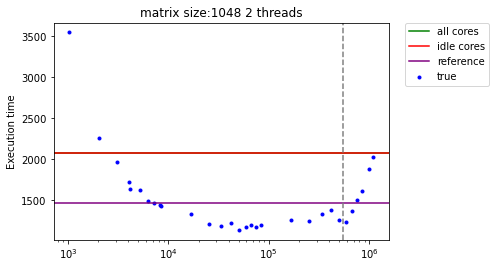 matrix size:1048 2 threads
Execution time
3500
3000
2500
2000
1500
10³
10⁴
10⁵
10⁶
all cores
idle cores
reference
true